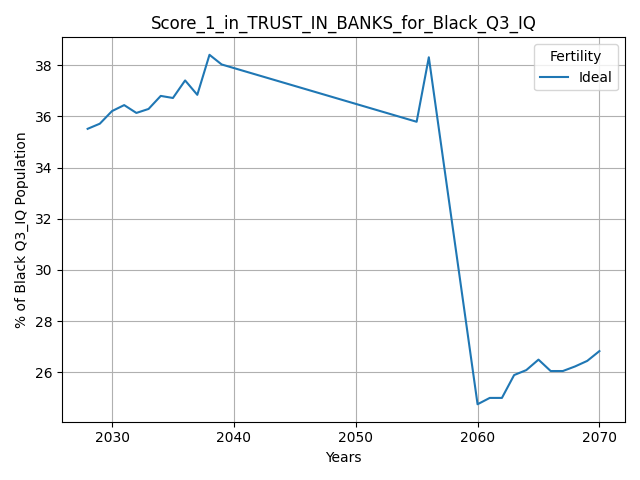 Score_1_in_TRUST_IN_BANKS_for_Black_Q3_IQ
Fertility
Ideal
% of Black Q3_IQ Population
38
36
34
32
30
28
26
2030
2040
2050
2060
2070
Years